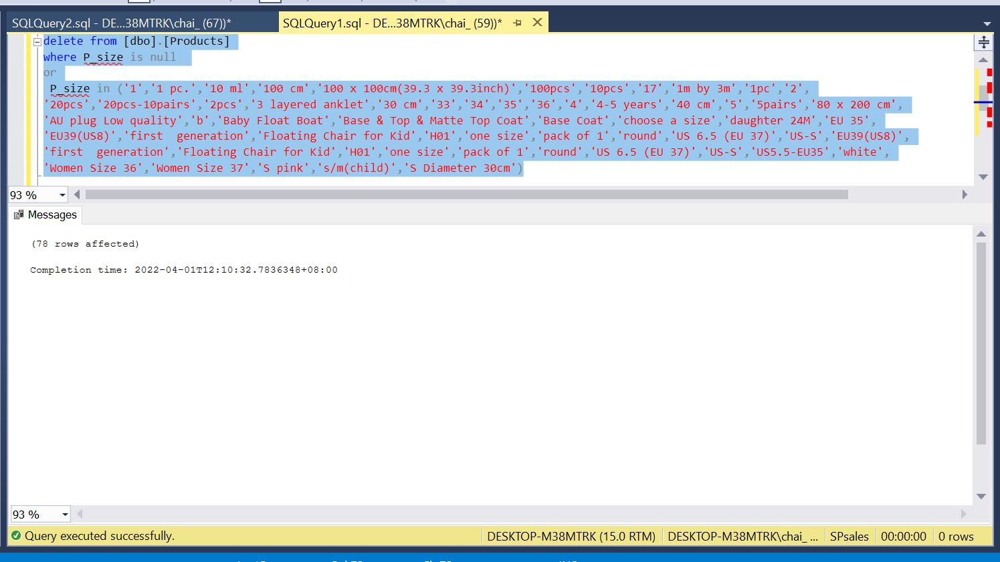 SQLQuery2.sql - DE...38MTRK\chai_ (67))*
SQLQuery1.sql - DE...38MTRK\chai_ (59))*
delete from [dbo].[Products]
where P_size is null
or
P_size in ('1','1 pc.','10 ml','100 cm','100 x 100cm(39.3 x 39.3inch)','100pcs','10pcs','17','1m by 3m','1pc','2',
'20pcs','20pcs-10pairs','2pcs','3 layered anklet','30 cm','33','34','35','36','4','4-5 years','40 cm','5','5pairs','80 x 200 cm',
'AU plug Low quality','b','Baby Float Boat','Base & Top & Matte Top Coat','Base Coat','choose a size','daughter 24M','EU 35',
'EU39(US8)','first  generation','Floating Chair for Kid','H01','one size','pack of 1','round','US 6.5 (EU 37)','US-S','EU39(US8)',
'first  generation','Floating Chair for Kid','H01','one size','pack of 1','round','US 6.5 (EU 37)','US-S','US5.5-EU35','white',
'Women Size 36','Women Size 37','S pink','s/m(child)','S Diameter 30cm')
93 %
Messages
(78 rows affected)
Completion time: 2022-04-01T12:10:32.7836348+08:00
93 %
Query executed successfully.
DESKTOP-M38MTRK (15.0 RTM)
DESKTOP-M38MTRK\chai_ ...
SPsales
00:00:00
0 rows